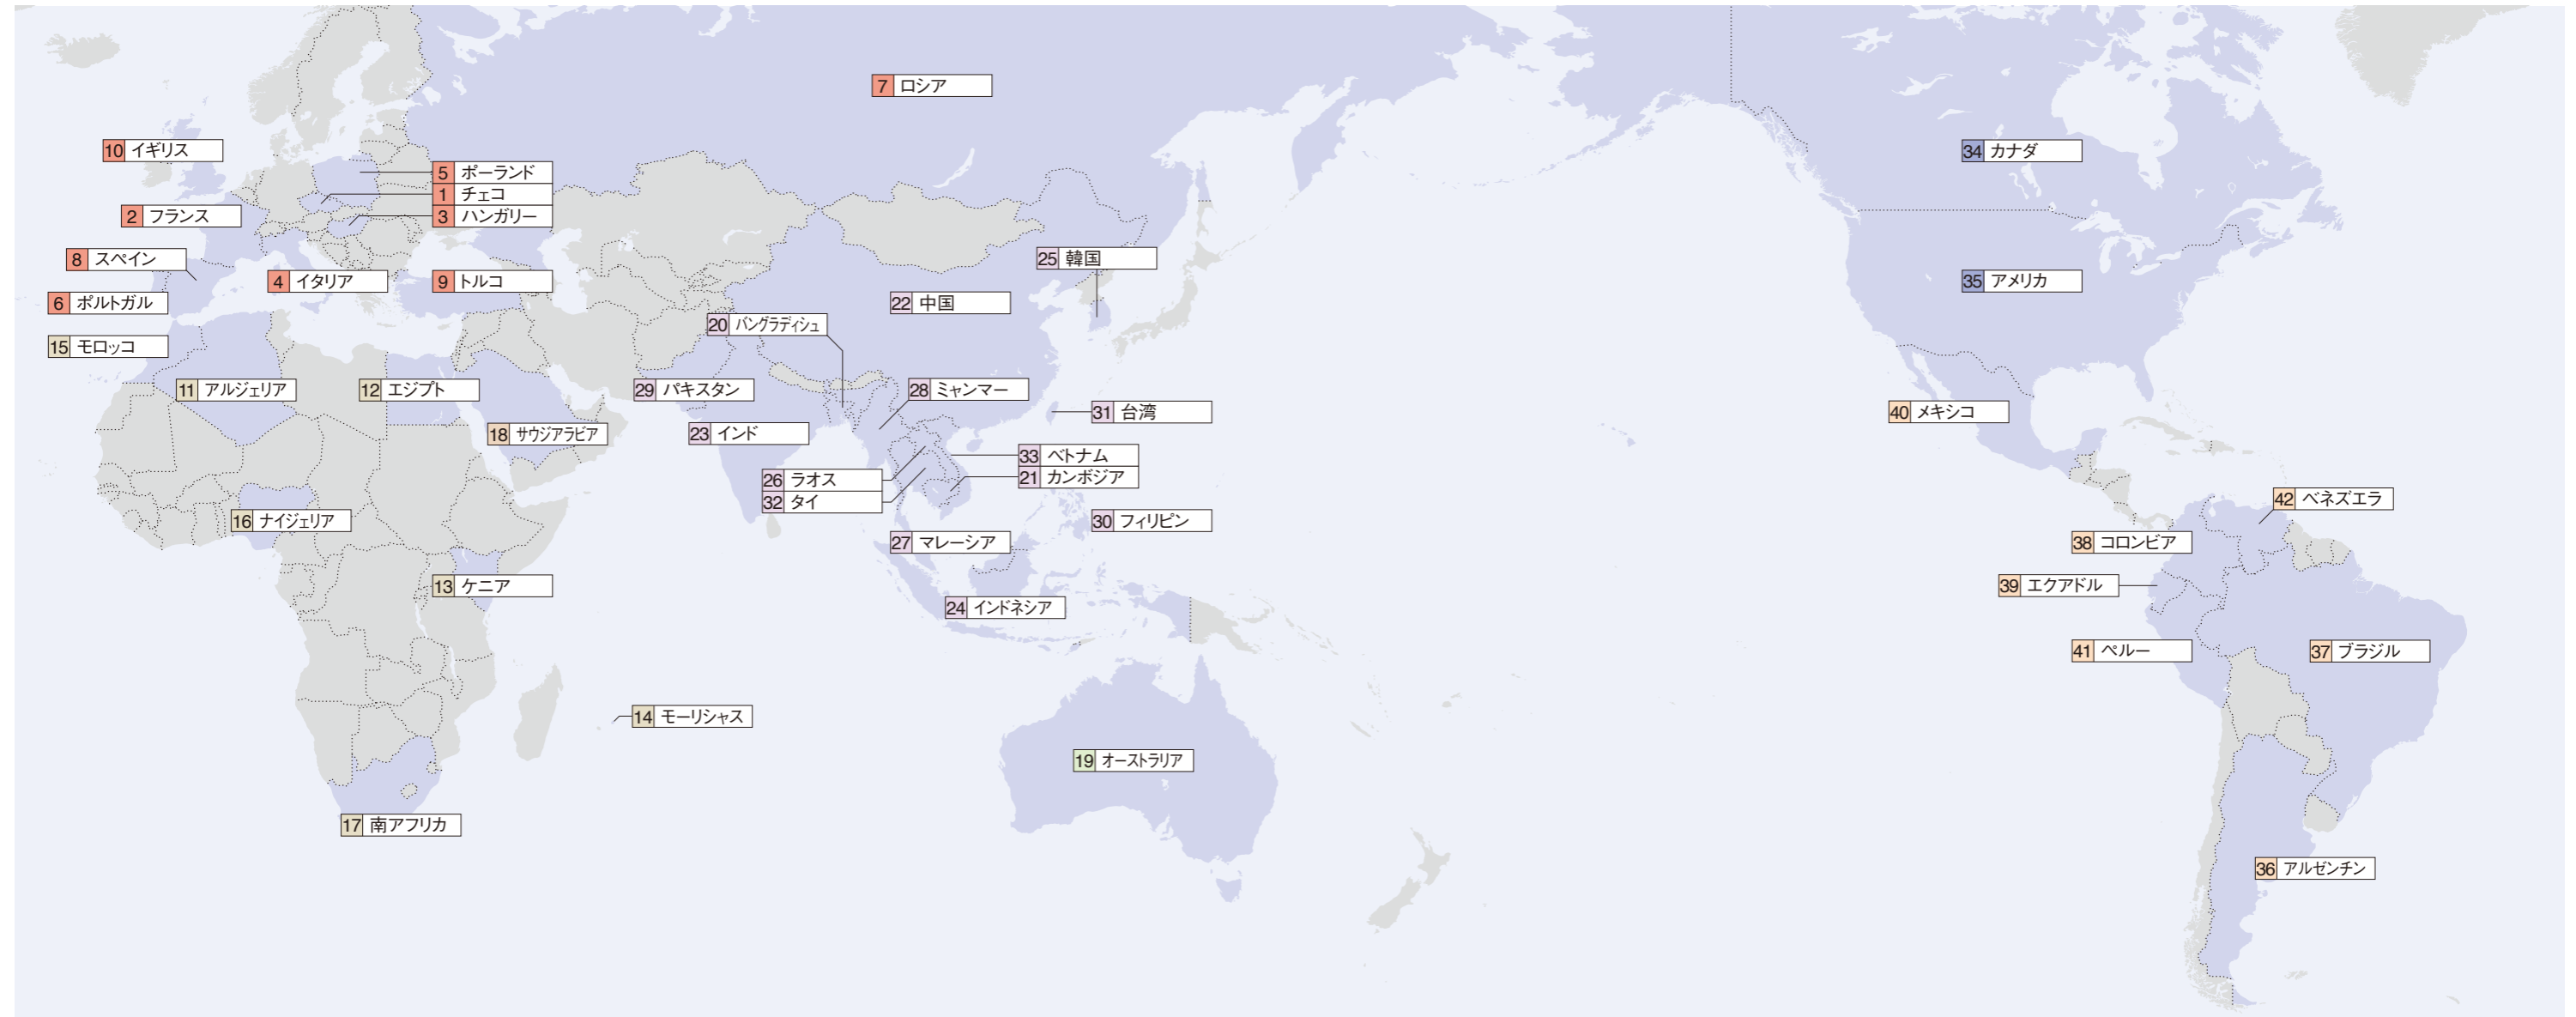 7 ロシア
10 イギリス
34 カナダ
5 ポーランド
1 チェコ
2 フランス
3 ハンガリー
8 スペイン
25 韓国
4 イタリア
9 トルコ
35 アメリカ
6 ポルトガル
22 中国
20 バングラディシュ
15 モロッコ
11 アルジェリア
12 エジプト
29 パキスタン
28 ミャンマー
31 台湾
40 メキシコ
18 サウジアラビア
23 インド
33 ベトナム
26 ラオス
21 カンボジア
32 タイ
42 ベネズエラ
16 ナイジェリア
30 フィリピン
27 マレーシア
38 コロンビア
13 ケニア
39 エクアドル
24 インドネシア
41 ペルー
37 ブラジル
14 モーリシャス
19 オーストラリア
17 南アフリカ
36 アルゼンチン